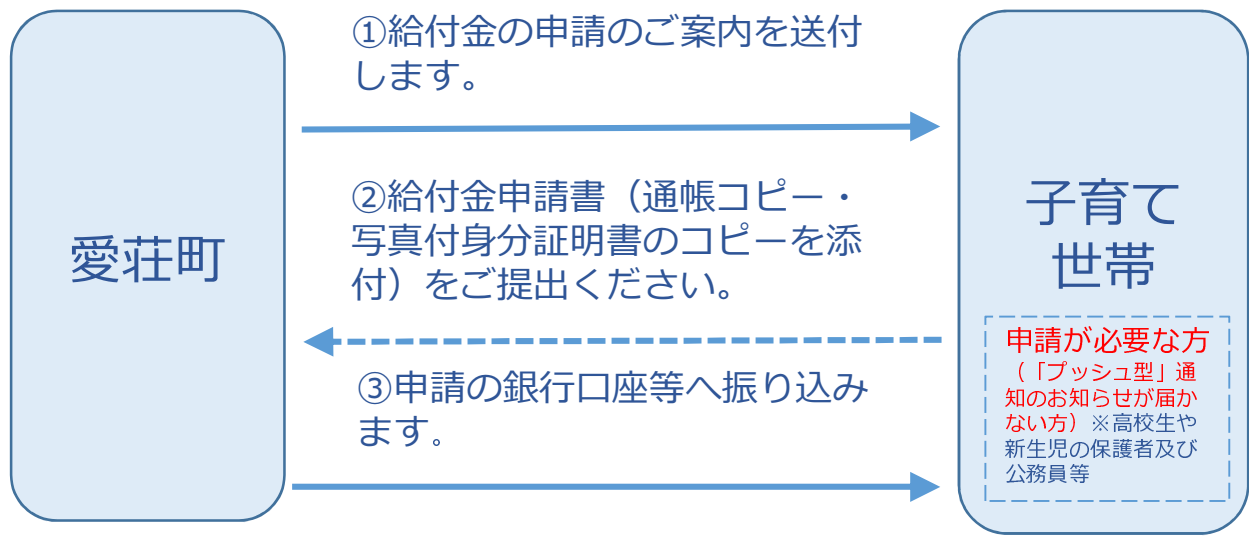 愛荘町
①給付金の申請のご案内を送付
します。
②給付金申請書（通帳コピー・
写真付身分証明書のコピーを添
付）をご提出ください。
③申請の銀行口座等へ振り込み
ます。
子育て
世帯
申請が必要な方
（「プッシュ型」通
知のお知らせが届か
ない方）※高校生や
新生児の保護者及び
公務員等